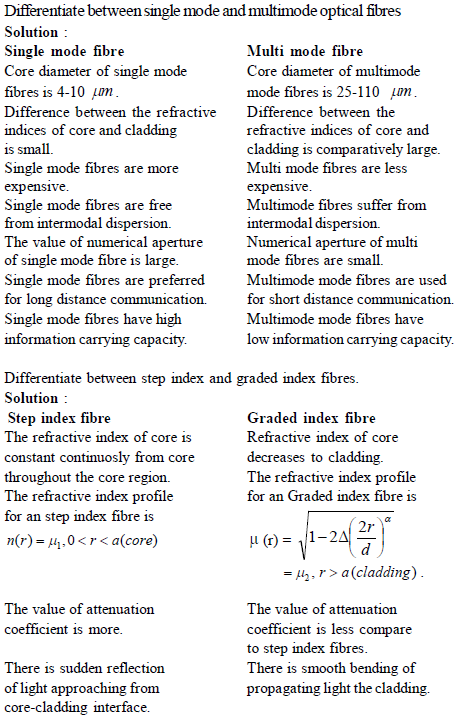 Differentiate between single mode and multimode optical fibres
Solution :
Single mode fibre
Core diameter of single mode
fibres is 4-10 μm.
Difference between the refractive
indices of core and cladding
is small.
Single mode fibres are more
expensive.
Single mode fibres are free
from intermodal dispersion.
The value of numerical aperture
of single mode fibre is large.
Single mode fibres are preferred
for long distance communication.
Single mode fibres have high
information carrying capacity.
Multi mode fibre
Core diameter of multimode
mode fibres is 25-110 μm.
Difference between the
refractive indices of core and
cladding is comparatively large.
Multi mode fibres are less
expensive.
Multimode fibres suffer from
intermodal dispersion.
Numerical aperture of multi
mode fibres are small.
Multimode mode fibres are used
for short distance communication.
Multimode mode fibres have
low information carrying capacity.
Differentiate between step index and graded index fibres.
Solution :
Step index fibre
The refractive index of core is
constant continuosly from core
throughout the core region.
The refractive index profile
for an step index fibre is
n(r) = μ₁, 0 < r < a(core)
The value of attenuation
coefficient is more.
There is sudden reflection
of light approaching from
core-cladding interface.
Graded index fibre
Refractive index of core
decreases to cladding.
The refractive index profile
for an Graded index fibre is
μ (r) = √(1−2Δ(2r/d)^α)
= μ₂, r > a(cladding).
The value of attenuation
coefficient is less compare
to step index fibres.
There is smooth bending of
propagating light the cladding.